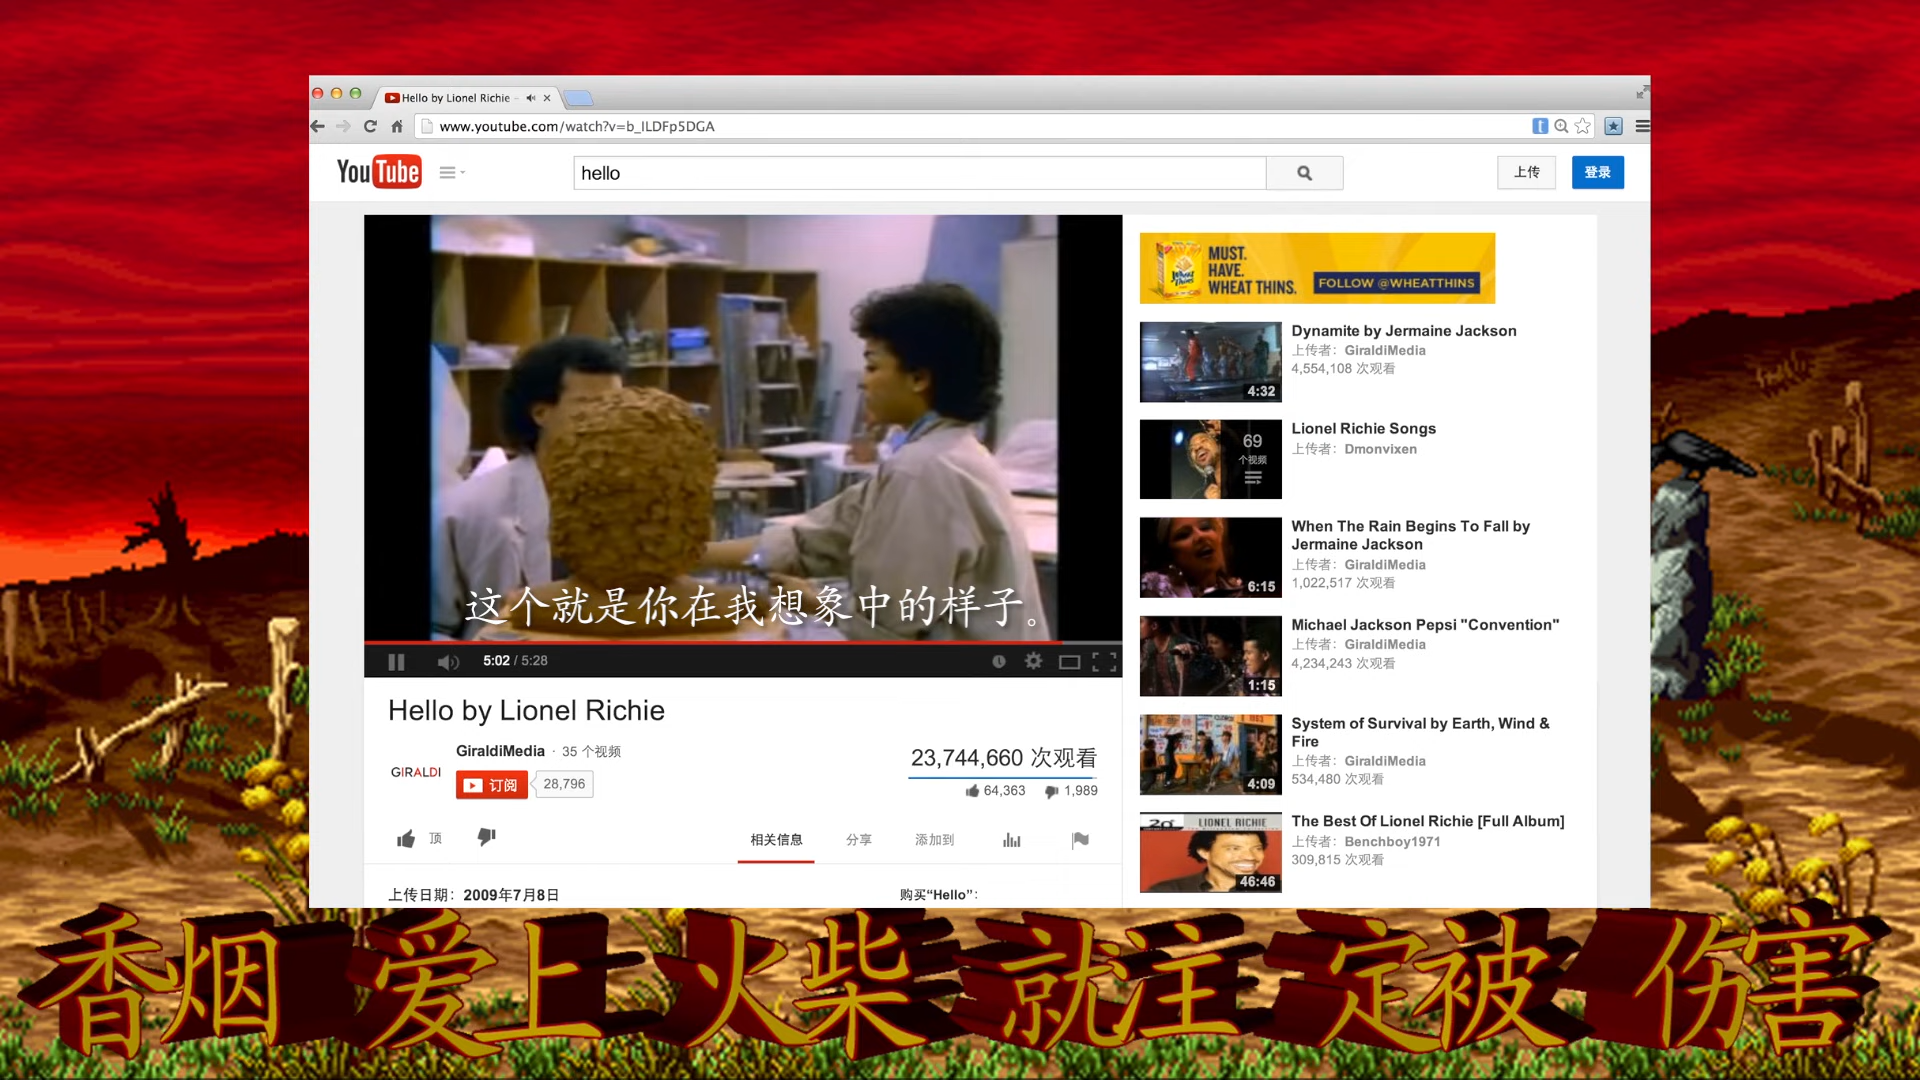 Hello by Lionel Richie
www.youtube.com/watch?v=b_ILDFp5DGA
YouTube
hello
上传
登录
这个就是你在我想象中的样子。
5:02 / 5:28
Hello by Lionel Richie
GIRALDI
GiraldiMedia · 35 个视频
订阅
28,796
23,744,660 次观看
64,363
1,989
顶
相关信息
分享
添加到
上传日期: 2009年7月8日
购买“Hello”:
MUST.
HAVE.
WHEAT THINS.
FOLLOW @WHEATTHINS
Wheat Thins
4:32
Dynamite by Jermaine Jackson
上传者: GiraldiMedia
4,554,108 次观看
69
个视频
Lionel Richie Songs
上传者: Dmonvixen
6:15
When The Rain Begins To Fall by
Jermaine Jackson
上传者: GiraldiMedia
1,022,517 次观看
1:15
Michael Jackson Pepsi "Convention"
上传者: GiraldiMedia
4,234,243 次观看
4:09
System of Survival by Earth, Wind &
Fire
上传者: GiraldiMedia
534,480 次观看
LIONEL RICHIE
46:46
The Best Of Lionel Richie [Full Album]
上传者: Benchboy1971
309,815 次观看
香烟 爱上 火柴 就主 定被 伤害